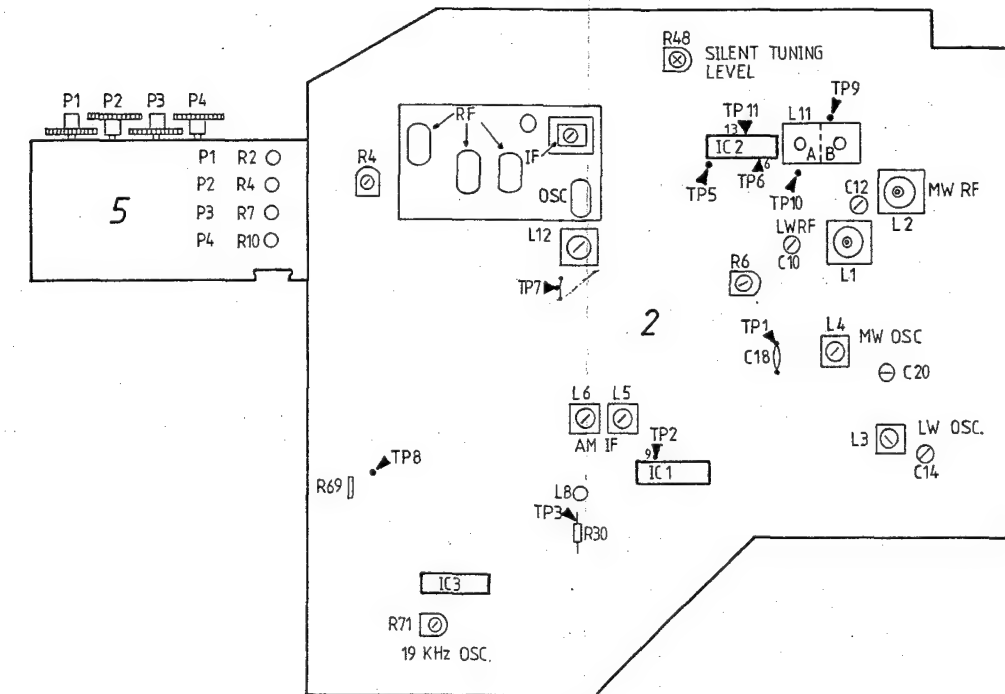 R48
SILENT TUNING
LEVEL
P1 P2 P3 P4
TP9
L11
TP11
13
IC2
A B
6
TP5
TP6
TP10
RF
IF
OSC
R4
P1 R2
P2 R4
P3 R7
P4 R10
5
C12
MW RF
L2
LWRF
C10
L1
L12
R6
TP7
2
TP1
C18
L4
MW OSC
C20
L6 L5
AM IF
TP2
9
IC1
L3
LW OSC.
C14
TP8
R69
L8
TP3
R30
IC3
R71
19 KHz OSC.